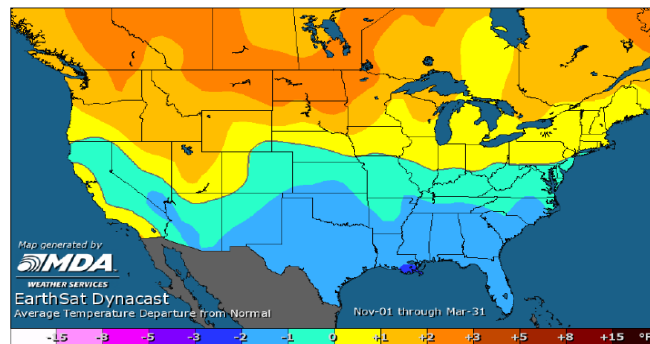 Map generated by
MDA
WEATHER SERVICES
EarthSat Dynacast
Average Temperature Departure from Normal
Nov-01 through Mar-31
-15 -8 -5 -3 -2 -1 0 +1 +2 +3 +5 +8 +15 °F